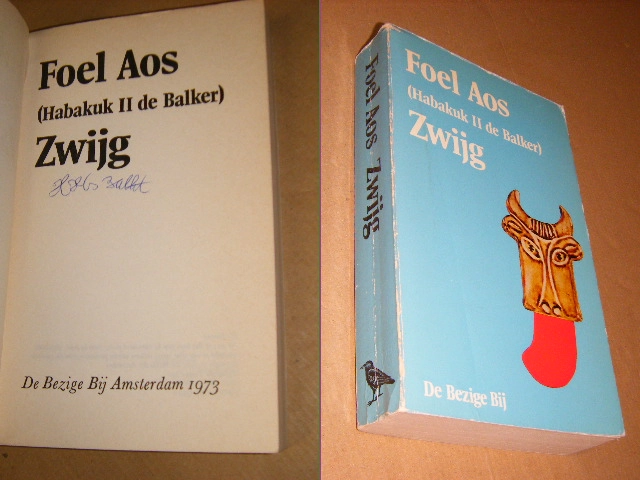 Foel Aos
(Habakuk II de Balker)
Zwijg
De Bezige Bij Amsterdam 1973
Foel Aos Zwijg
Foel Aos
(Habakuk II de Balker)
Zwijg
De Bezige Bij